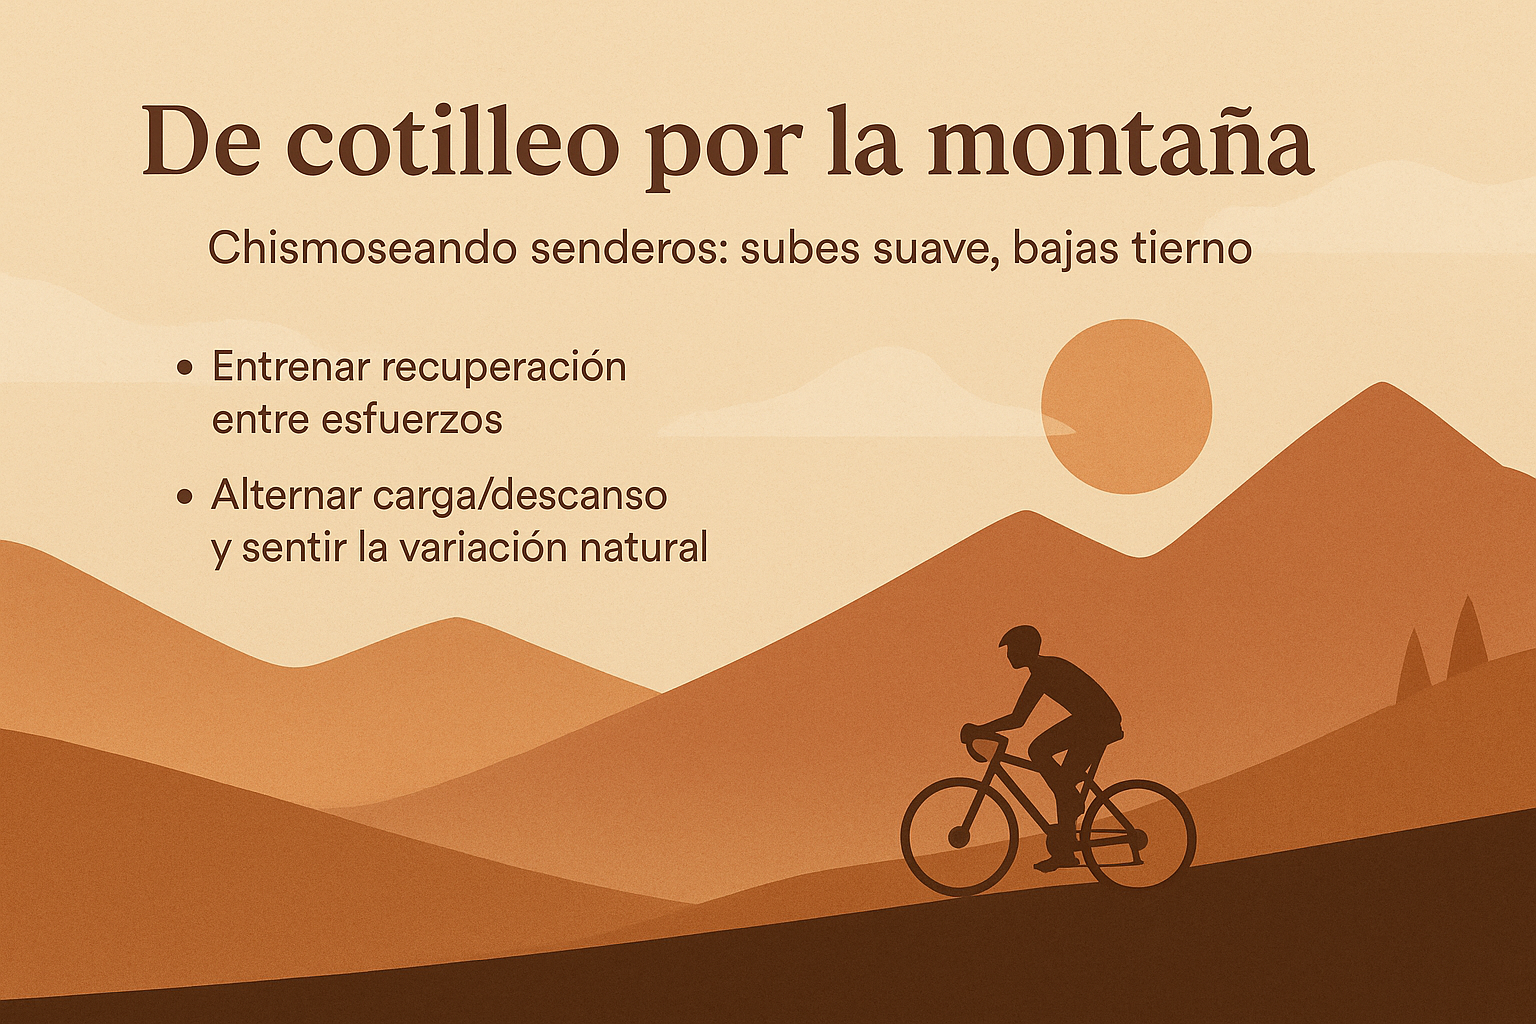 De cotilleo por la montaña
Chismoseando senderos: subes suave, bajas tierno
• Entrenar recuperación
entre esfuerzos
• Alternar carga/descanso
y sentir la variación natural